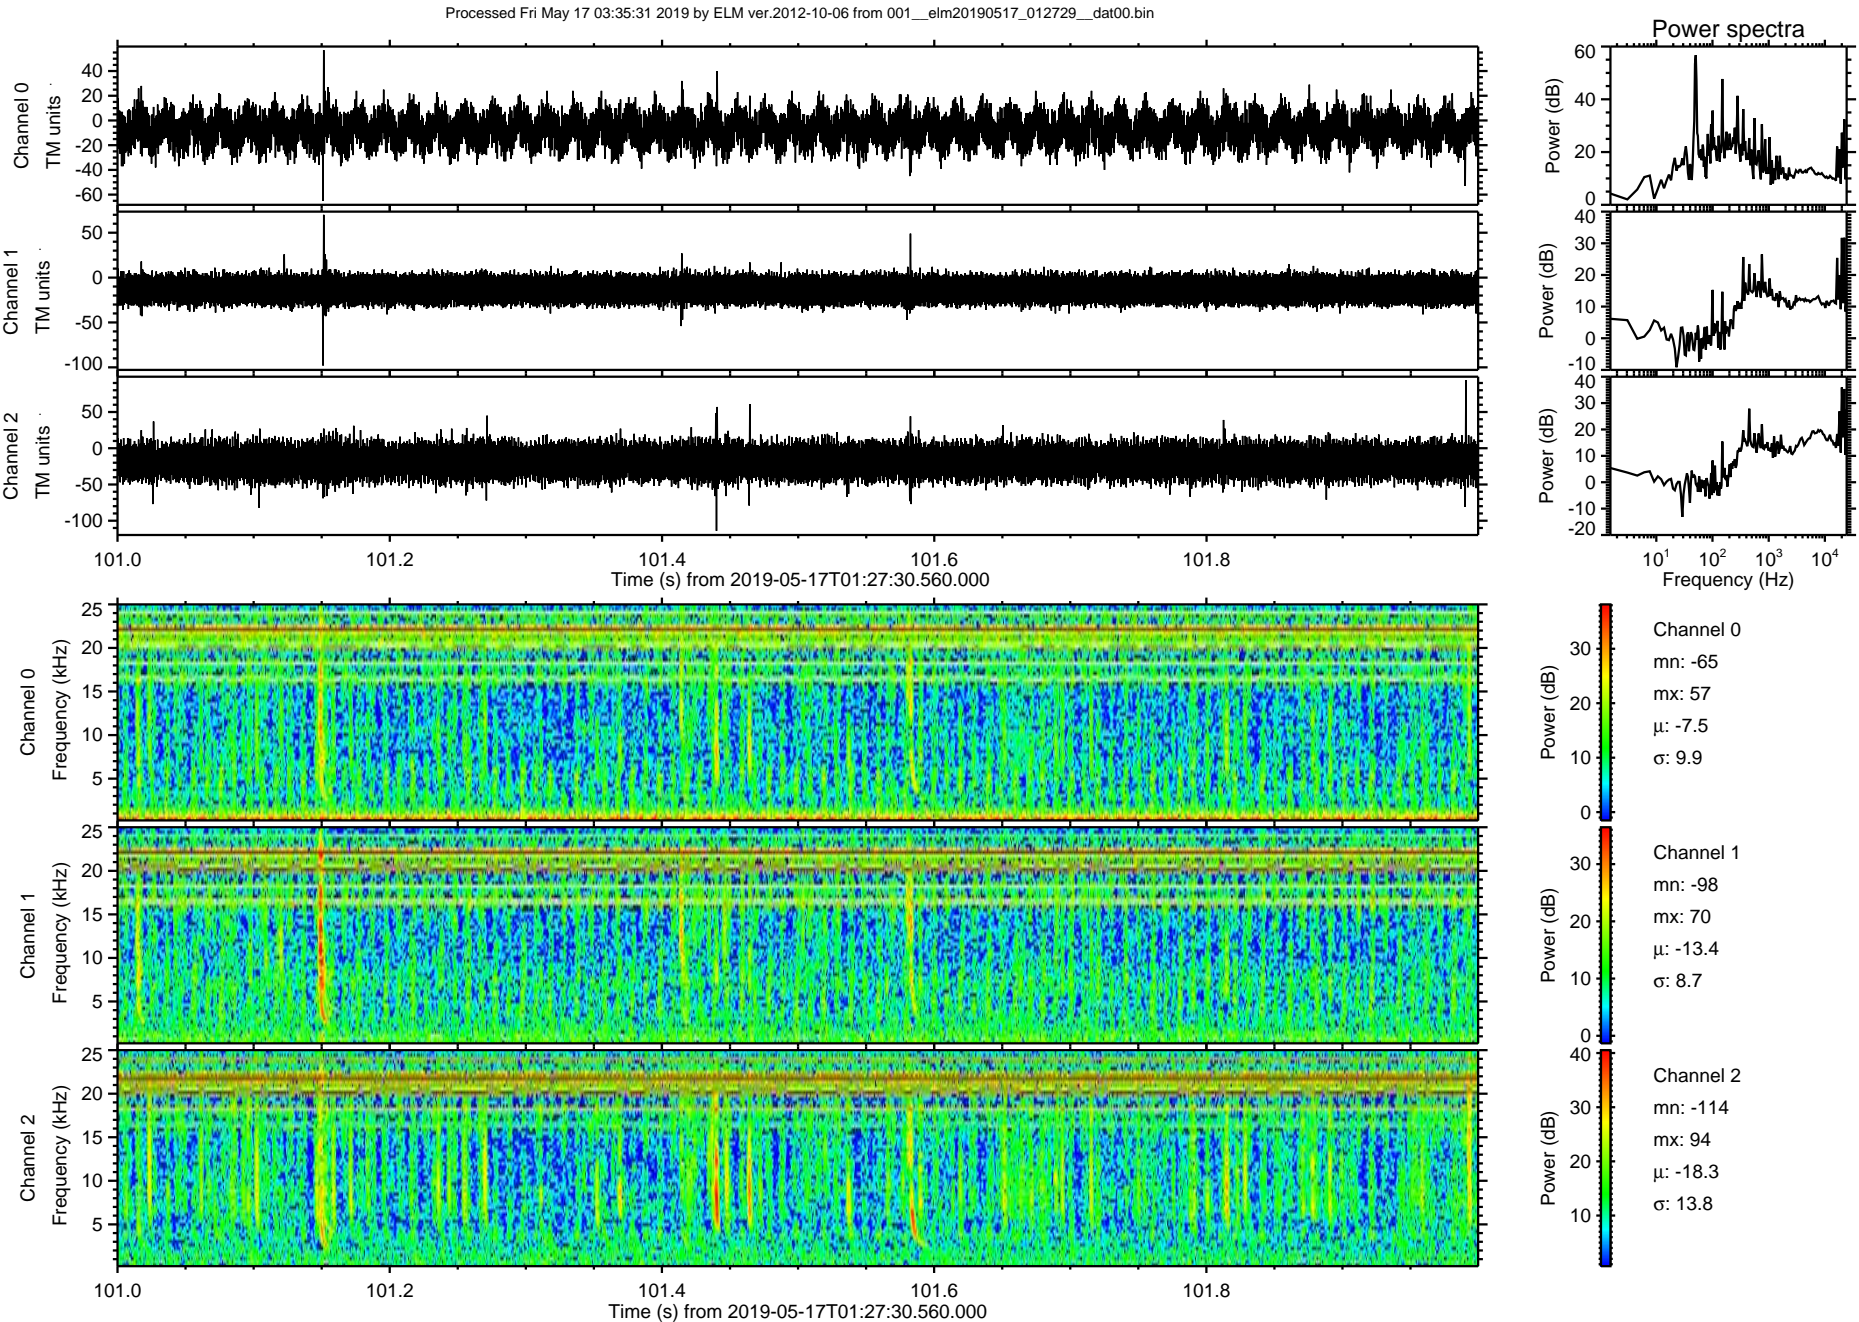 Processed Fri May 17 03:35:31 2019 by ELM ver.2012-10-06 from 001__elm20190517_012729__dat00.bin
Power spectra
Channel 0
TM units
40
20
0
-20
-40
-60
Power (dB)
60
40
20
0
Channel 1
TM units
50
0
-50
-100
Power (dB)
40
30
20
10
0
-10
Channel 2
TM units
50
0
-50
-100
Power (dB)
40
30
20
10
0
-10
-20
101.0 101.2 101.4 101.6 101.8
Time (s) from 2019-05-17T01:27:30.560.000
10^1 10^2 10^3 10^4
Frequency (Hz)
Channel 0
Frequency (kHz)
25
20
15
10
5
Power (dB)
30
20
10
0
Channel 0
mn: -65
mx: 57
μ: -7.5
σ: 9.9
Channel 1
Frequency (kHz)
25
20
15
10
5
Power (dB)
30
20
10
0
Channel 1
mn: -98
mx: 70
μ: -13.4
σ: 8.7
Channel 2
Frequency (kHz)
25
20
15
10
5
Power (dB)
40
30
20
10
Channel 2
mn: -114
mx: 94
μ: -18.3
σ: 13.8
101.0 101.2 101.4 101.6 101.8
Time (s) from 2019-05-17T01:27:30.560.000